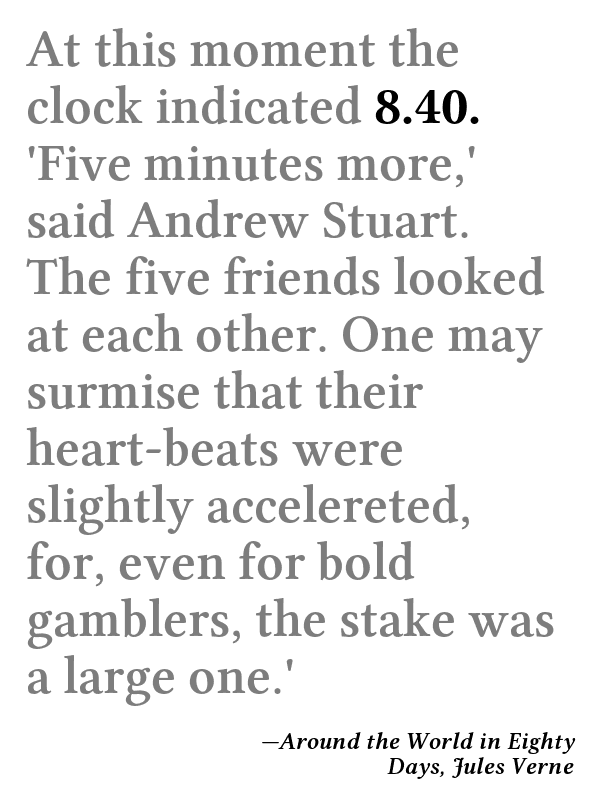 At this moment the
clock indicated 8.40.
'Five minutes more,'
said Andrew Stuart.
The five friends looked
at each other. One may
surmise that their
heart-beats were
slightly accelereted,
for, even for bold
gamblers, the stake was
a large one.'
—Around the World in Eighty
Days, Jules Verne